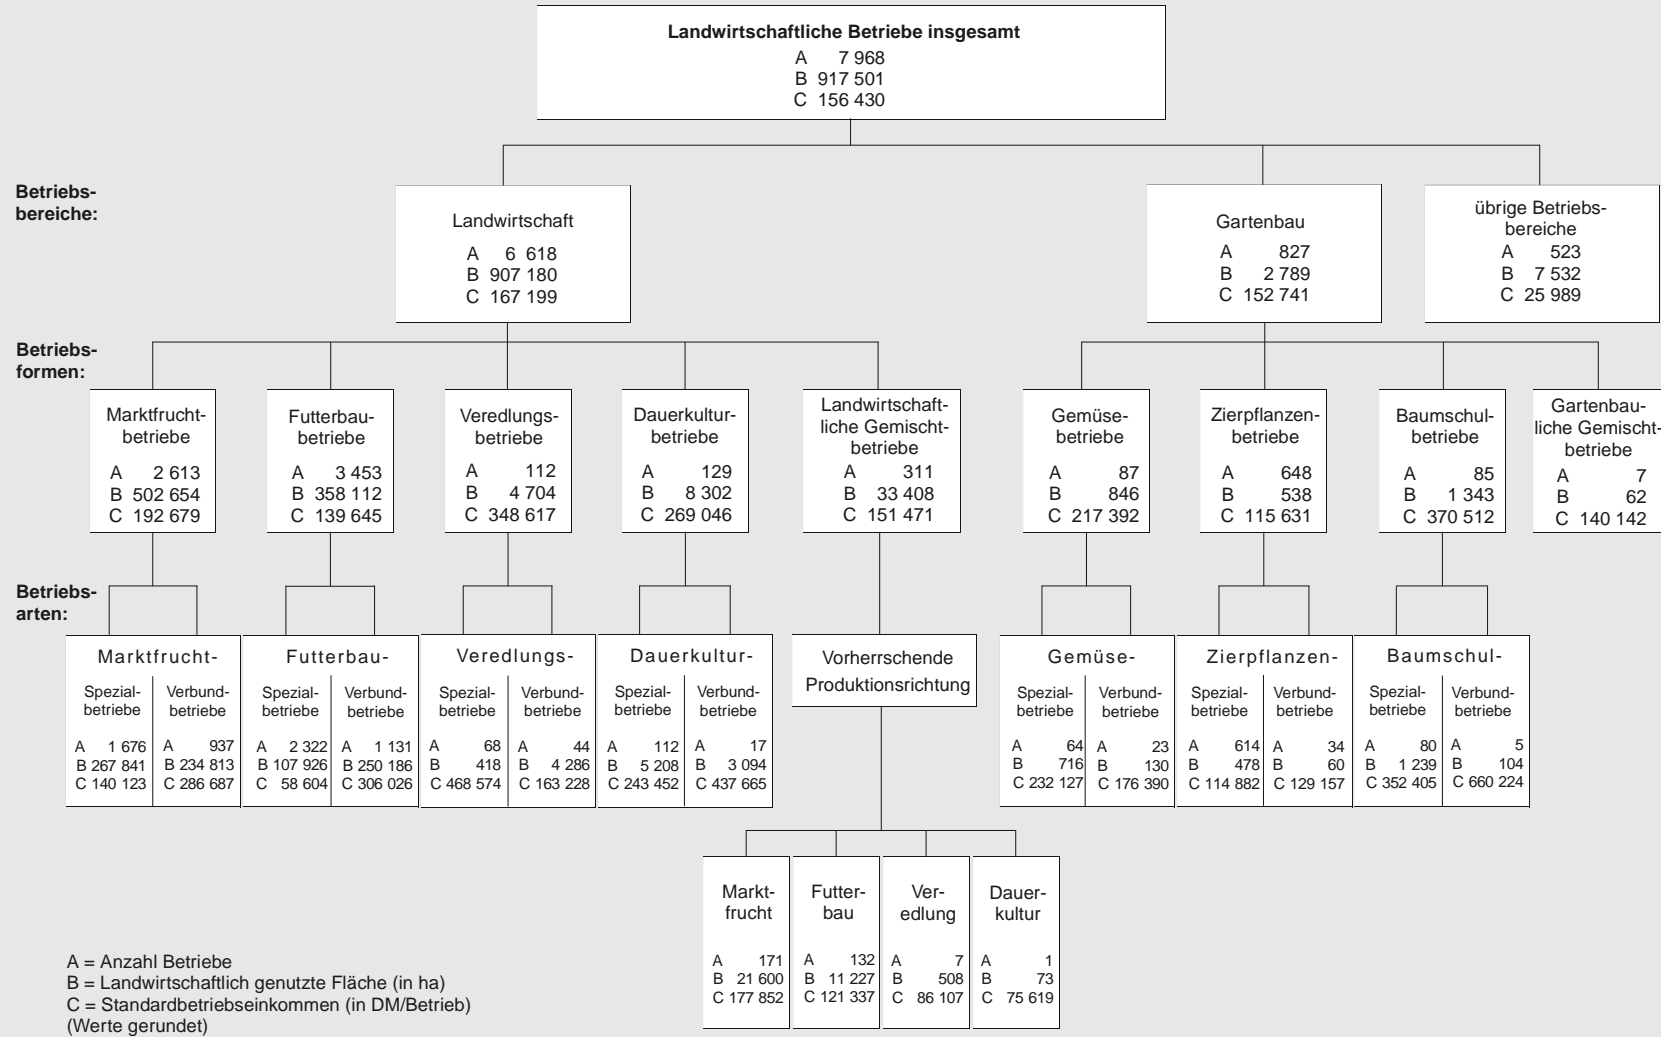 Landwirtschaftliche Betriebe insgesamt
A 7 968
B 917 501
C 156 430
Betriebs-
bereiche:
Landwirtschaft
A 6 618
B 907 180
C 167 199
Gartenbau
A 827
B 2 789
C 152 741
übrige Betriebs-
bereiche
A 523
B 7 532
C 25 989
Betriebs-
formen:
Marktfrucht-
betriebe
A 2 613
B 502 654
C 192 679
Futterbau-
betriebe
A 3 453
B 358 112
C 139 645
Veredlungs-
betriebe
A 112
B 4 704
C 348 617
Dauerkultur-
betriebe
A 129
B 8 302
C 269 046
Landwirtschaft-
liche Gemischt-
betriebe
A 311
B 33 408
C 151 471
Gemüse-
betriebe
A 87
B 846
C 217 392
Zierpflanzen-
betriebe
A 648
B 538
C 115 631
Baumschul-
betriebe
A 85
B 1 343
C 370 512
Gartenbau-
liche Gemischt-
betriebe
A 7
B 62
C 140 142
Betriebs-
arten:
Marktfrucht-
Spezial-
betriebe
A 1 676
B 267 841
C 140 123
Verbund-
betriebe
A 937
B 234 813
C 286 687
Futterbau-
Spezial-
betriebe
A 2 322
B 107 926
C 58 604
Verbund-
betriebe
A 1 131
B 250 186
C 306 026
Veredlungs-
Spezial-
betriebe
A 68
B 418
C 468 574
Verbund-
betriebe
A 44
B 4 286
C 163 228
Dauerkultur-
Spezial-
betriebe
A 112
B 5 208
C 243 452
Verbund-
betriebe
A 17
B 3 094
C 437 665
Vorherrschende
Produktionsrichtung
Gemüse-
Spezial-
betriebe
A 64
B 716
C 232 127
Verbund-
betriebe
A 23
B 130
C 176 390
Zierpflanzen-
Spezial-
betriebe
A 614
B 478
C 114 882
Verbund-
betriebe
A 34
B 60
C 129 157
Baumschul-
Spezial-
betriebe
A 80
B 1 239
C 352 405
Verbund-
betriebe
A 5
B 104
C 660 224
Markt-
frucht
A 171
B 21 600
C 177 852
Futter-
bau
A 132
B 11 227
C 121 337
Ver-
edlung
A 7
B 508
C 86 107
Dauer-
kultur
A 1
B 73
C 75 619
A = Anzahl Betriebe
B = Landwirtschaftlich genutzte Fläche (in ha)
C = Standardbetriebseinkommen (in DM/Betrieb)
(Werte gerundet)